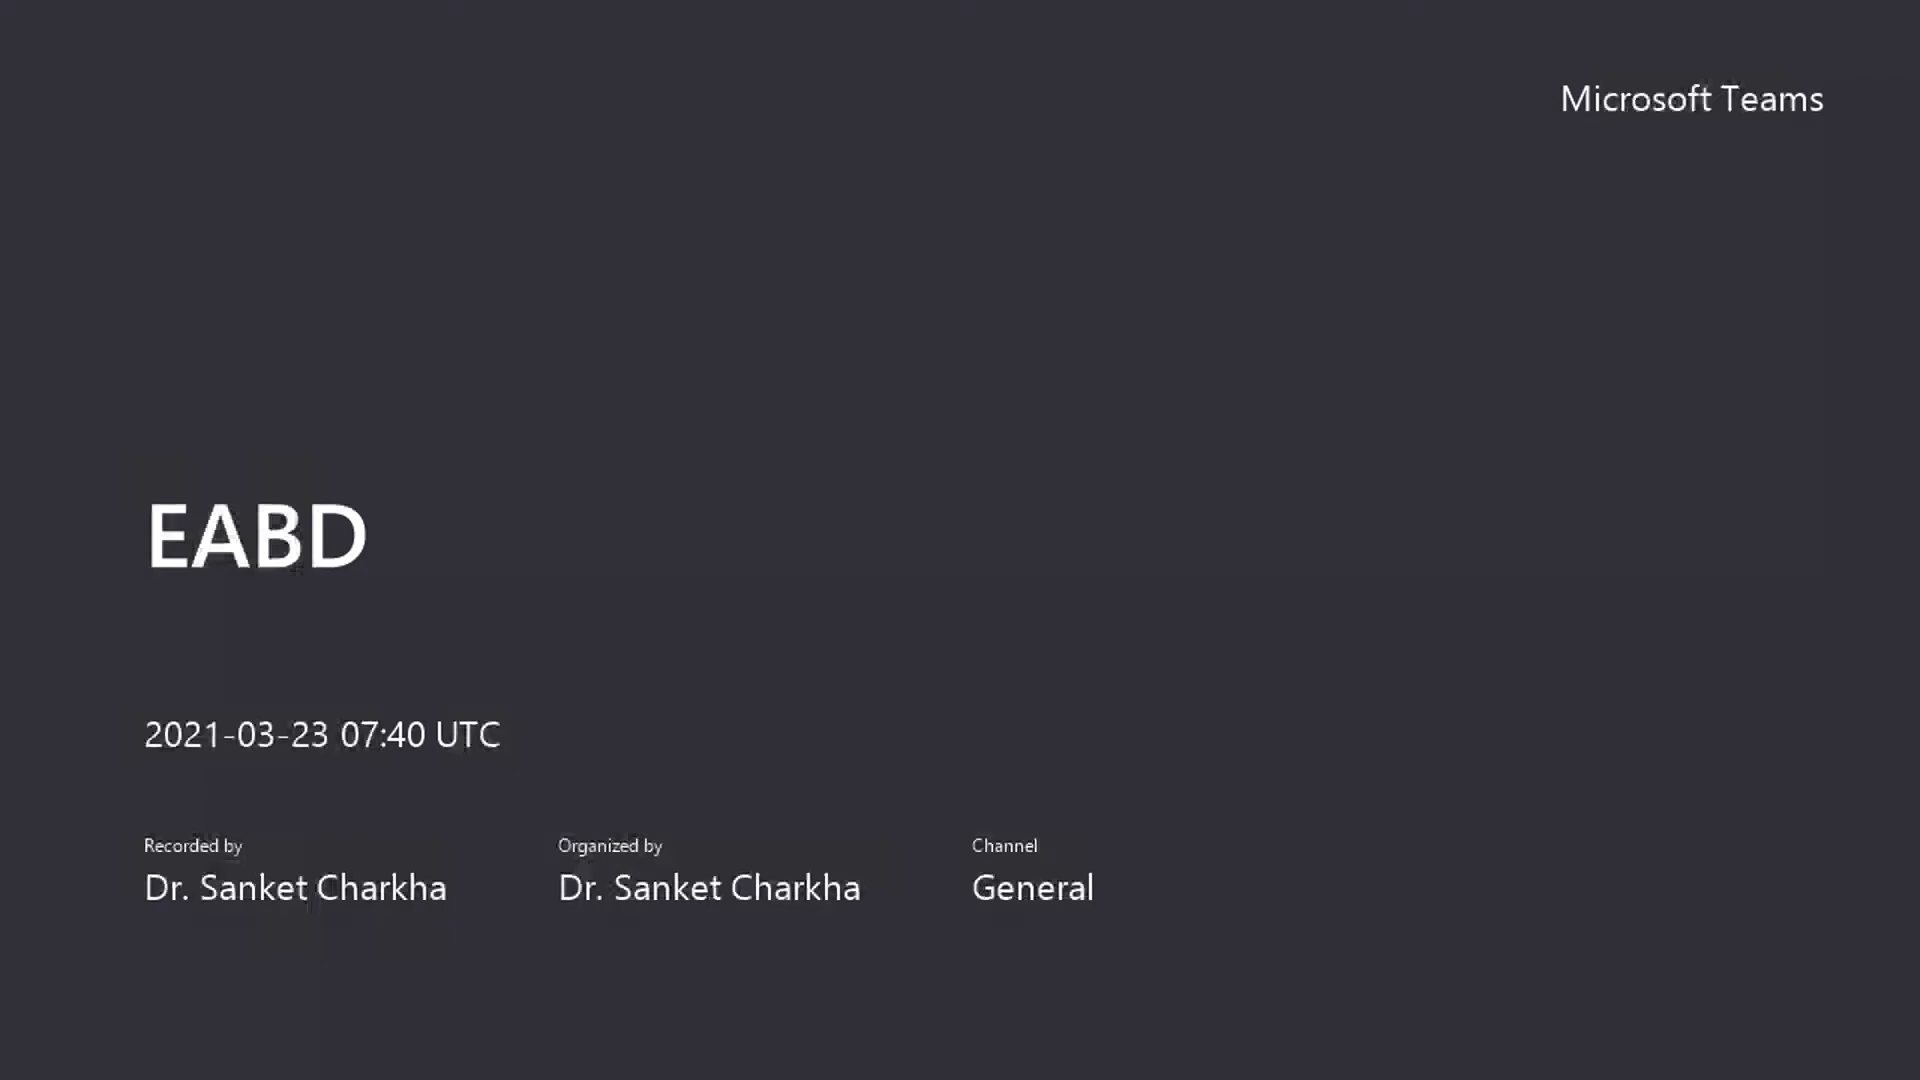 Microsoft Teams
EABD
2021-03-23 07:40 UTC
Recorded by
Dr. Sanket Charkha
Organized by
Dr. Sanket Charkha
Channel
General